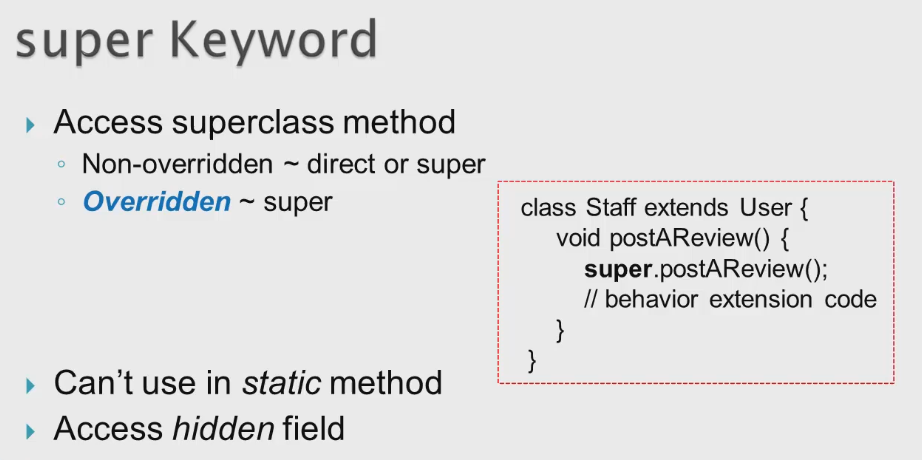 super Keyword
Access superclass method
Non-overridden ~ direct or super
Overridden ~ super
class Staff extends User {
void postAReview() {
super.postAReview();
// behavior extension code
}
}
Can't use in static method
Access hidden field